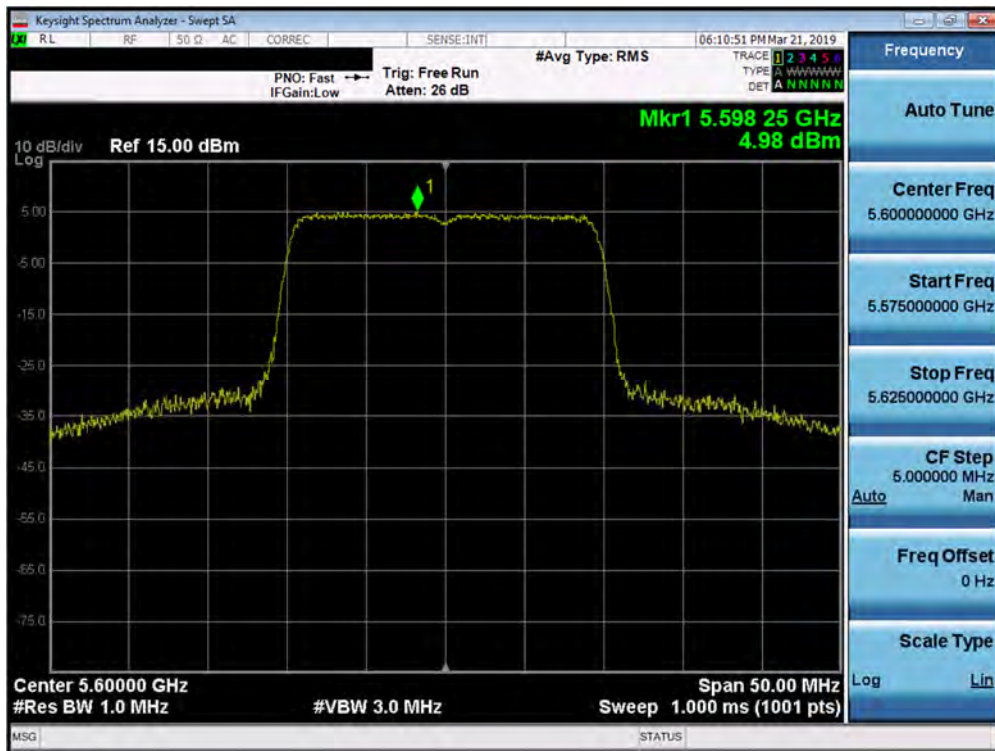 Keysight Spectrum Analyzer - Swept SA
LXI RL RF 50 Ω AC CORREC SENSE:INT 06:10:51 PM Mar 21, 2019
#Avg Type: RMS TRACE 1 2 3 4 5 6
PNO: Fast Trig: Free Run TYPE A WWWWW
IFGain:Low Atten: 26 dB DET A N N N N N
Mkr1 5.598 25 GHz
4.98 dBm
10 dB/div Ref 15.00 dBm
Log
1
5.00
-5.00
-15.0
-25.0
-35.0
-45.0
-55.0
-65.0
-75.0
Center 5.60000 GHz Span 50.00 MHz
#Res BW 1.0 MHz #VBW 3.0 MHz Sweep 1.000 ms (1001 pts)
MSG STATUS
Frequency
Auto Tune
Center Freq
5.600000000 GHz
Start Freq
5.575000000 GHz
Stop Freq
5.625000000 GHz
CF Step
5.000000 MHz
Auto Man
Freq Offset
0 Hz
Scale Type
Log Lin